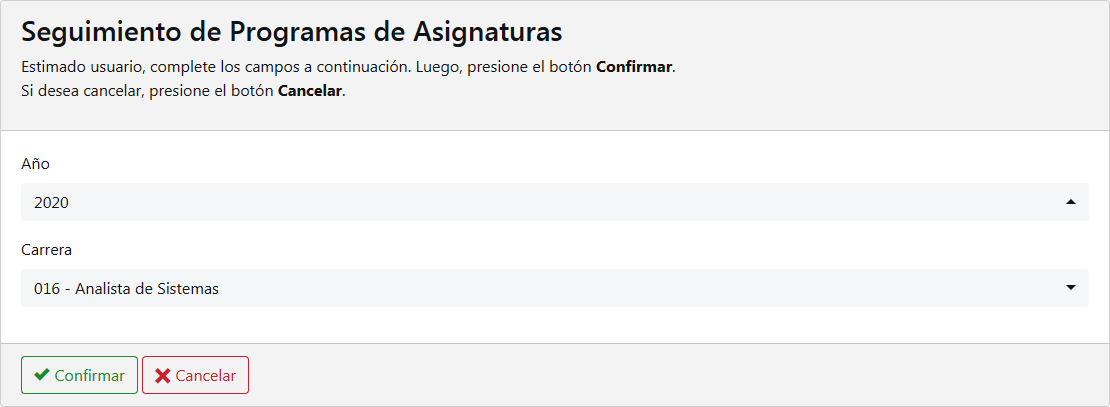 Seguimiento de Programas de Asignaturas
Estimado usuario, complete los campos a continuación. Luego, presione el botón Confirmar.
Si desea cancelar, presione el botón Cancelar.
Año
2020
Carrera
016 - Analista de Sistemas
Confirmar Cancelar